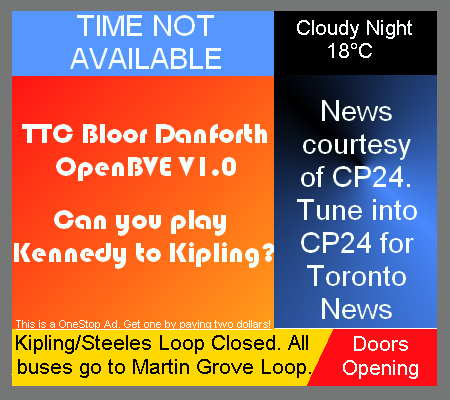 TIME NOT
AVAILABLE
Cloudy Night
18°C
TTC Bloor Danforth
OpenBVE V1.0
Can you play
Kennedy to Kipling?
This is a OneStop Ad. Get one by paying two dollars!
News
courtesy
of CP24.
Tune into
CP24 for
Toronto
News
Kipling/Steeles Loop Closed. All
buses go to Martin Grove Loop.
Doors
Opening